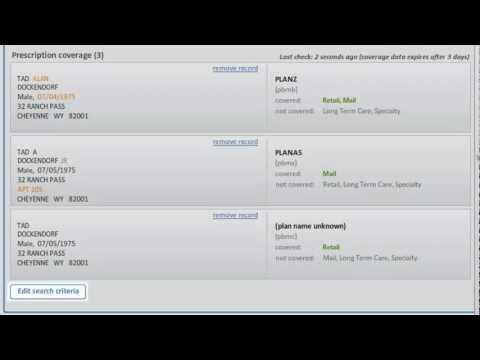 Prescription coverage (3)
Last check: 2 seconds ago (coverage data expires after 3 days)
remove record
TAD ALAN
DOCKENDORF
Male, 07/04/1975
32 RANCH PASS
CHEYENNE WY 82001
PLANZ
(pbmb)
covered: Retail, Mail
not covered: Long Term Care, Specialty
remove record
TAD A
DOCKENDORF JR
Male, 07/05/1975
32 RANCH PASS
APT 205
CHEYENNE WY 82001
PLANAS
(pbma)
covered: Mail
not covered: Retail, Long Term Care, Specialty
remove record
TAD
DOCKENDORF
Male, 07/05/1975
32 RANCH PASS
CHEYENNE WY 82001
(plan name unknown)
(pbmc)
covered: Retail
not covered: Mail, Long Term Care, Specialty
Edit search criteria